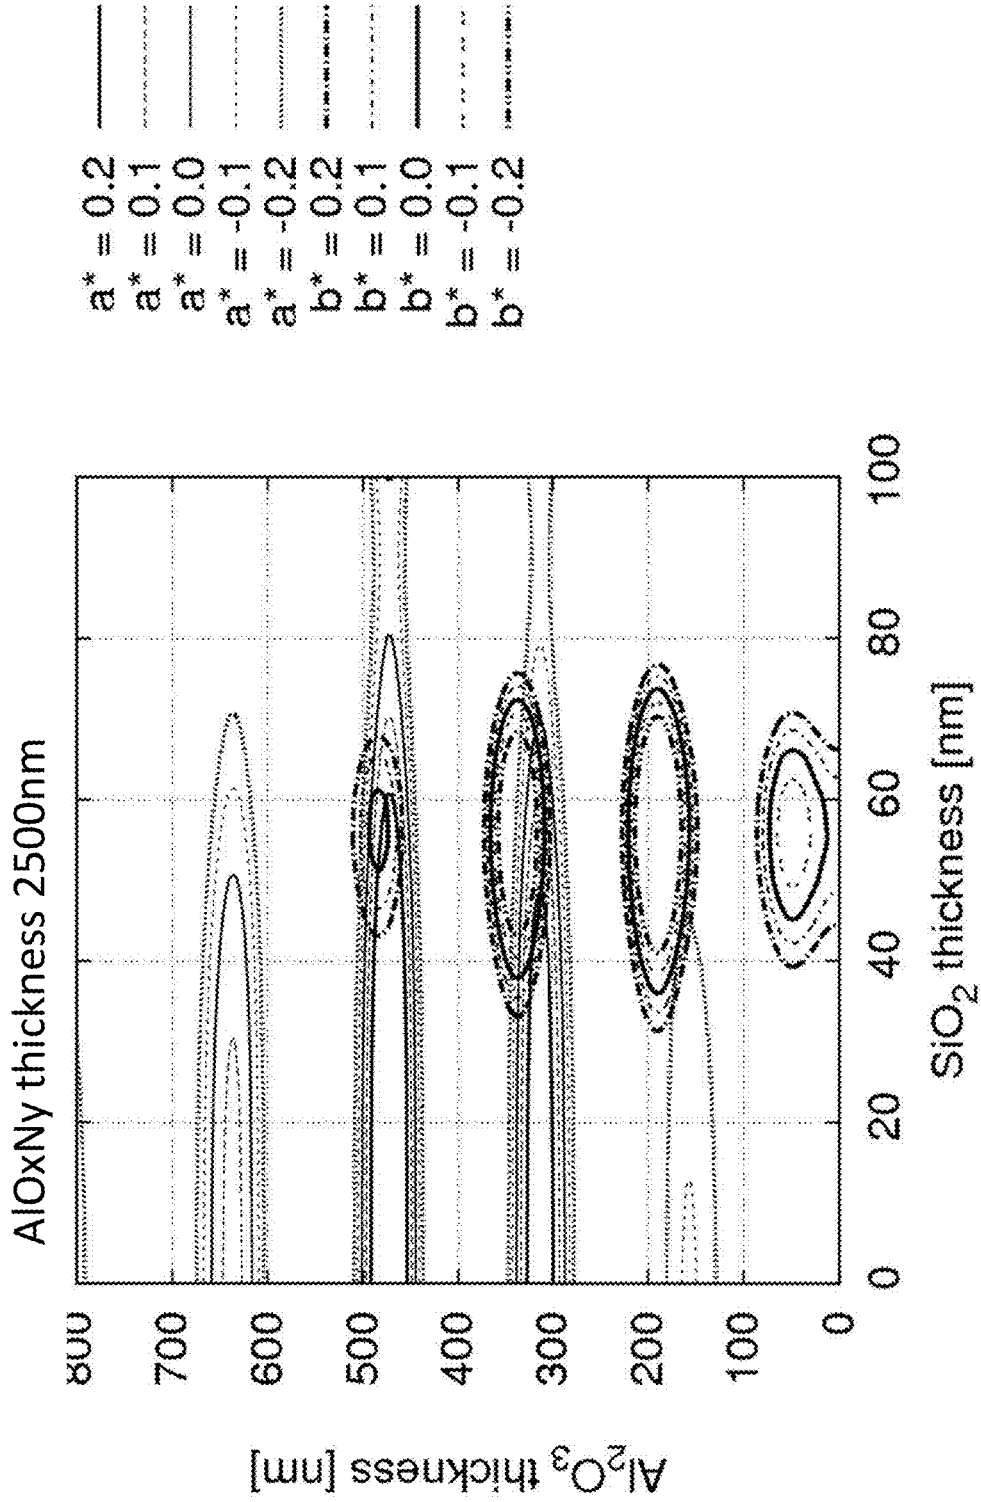 AlOxNy thickness 2500nm
a* = 0.2
a* = 0.1
a* = 0.0
a* = -0.1
a* = -0.2
b* = 0.2
b* = 0.1
b* = 0.0
b* = -0.1
b* = -0.2
Al₂O₃ thickness [nm]
800
700
600
500
400
300
200
100
0
0 20 40 60 80 100
SiO₂ thickness [nm]